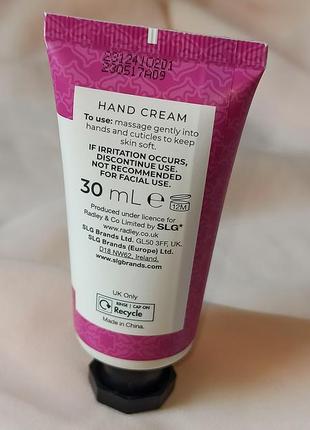 23124T0201
230517A09
HAND CREAM
To use: massage gently into
hands and cuticles to keep
skin soft.
IF IRRITATION OCCURS,
DISCONTINUE USE.
NOT RECOMMENDED
FOR FACIAL USE.
30 mL e 12M
Produced under licence for
Radley & Co Limited by SLG*
www.radley.co.uk
SLG Brands Ltd. GL50 3FF, UK.
SLG Brands (Europe) Ltd.
D18 NW62, Ireland.
www.slgbrands.com
UK Only
RINSE | CAP ON
Recycle
Made in China.